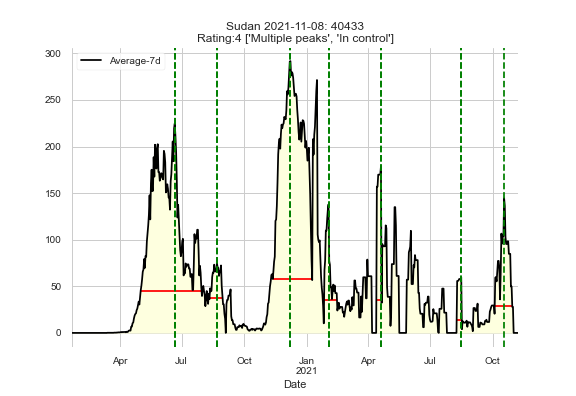 Sudan 2021-11-08: 40433
Rating:4 ['Multiple peaks', 'In control']
Average-7d
300
250
200
150
100
50
0
Apr Jul Oct Jan Apr Jul Oct
2021
Date